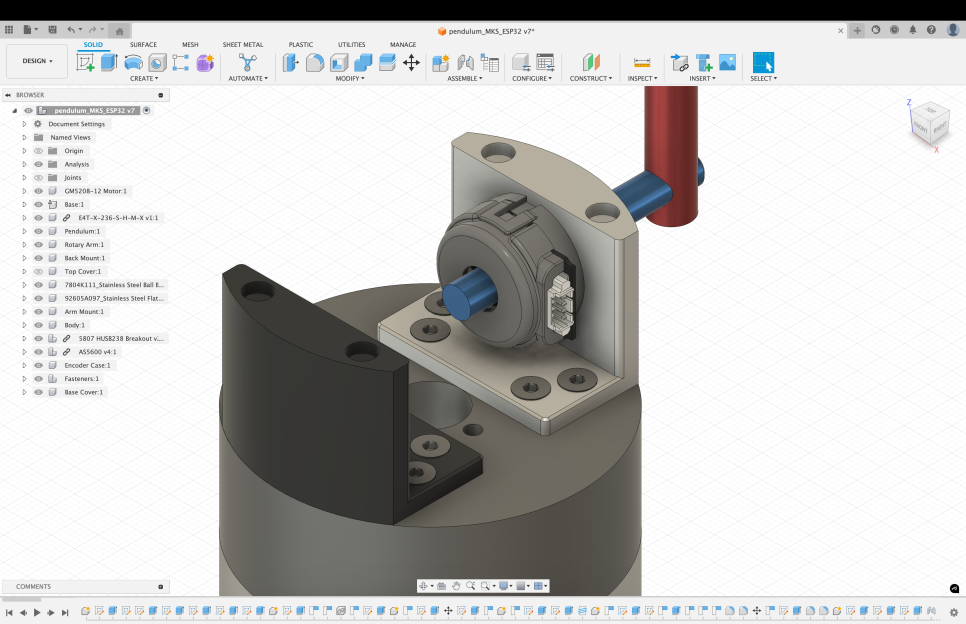 pendulum_MKS_ESP32 v7*
SOLID SURFACE MESH SHEET METAL PLASTIC UTILITIES MANAGE
DESIGN
CREATE AUTOMATE MODIFY ASSEMBLE CONFIGURE CONSTRUCT INSPECT INSERT SELECT
BROWSER
pendulum_MKS_ESP32 v7
Document Settings
Named Views
Origin
Analysis
Joints
GM5208-12 Motor:1
Base:1
E4T-X-236-S-H-M-X v1:1
Pendulum:1
Rotary Arm:1
Back Mount:1
Top Cover:1
7804K111_Stainless Steel Ball B...
92605A097_Stainless Steel Flat...
Arm Mount:1
Body:1
5807 HUSB238 Breakout v...
AS5600 v4:1
Encoder Case:1
Fasteners:1
Base Cover:1
Z
TOP
FRONT RIGHT
X
COMMENTS